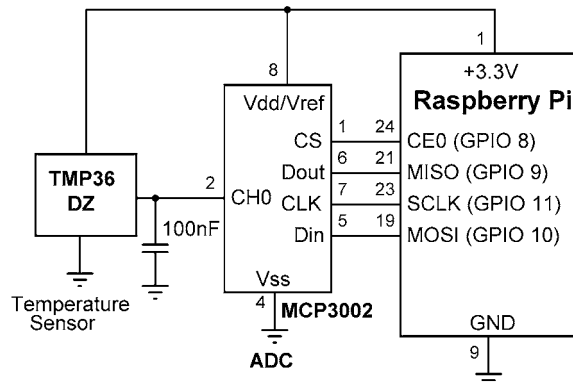 1
8
+3.3V
Vdd/Vref
Raspberry Pi
CS 1 24 CE0 (GPIO 8)
Dout 6 21 MISO (GPIO 9)
CLK 7 23 SCLK (GPIO 11)
Din 5 19 MOSI (GPIO 10)
TMP36
DZ
2
CH0
100nF
Vss
4
MCP3002
Temperature
Sensor
ADC
GND
9